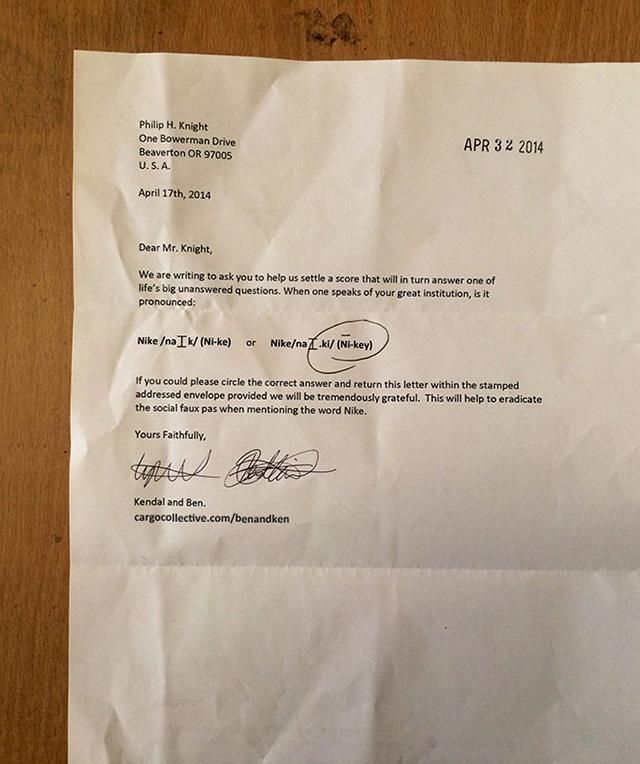 Philip H. Knight
One Bowerman Drive
Beaverton OR 97005
U. S. A.
APR 32 2014
April 17th, 2014
Dear Mr. Knight,
We are writing to ask you to help us settle a score that will in turn answer one of
life's big unanswered questions. When one speaks of your great institution, is it
pronounced:
Nike /naɪk/ (Ni-ke) or Nike/naɪ.ki/ (Ni-key)
If you could please circle the correct answer and return this letter within the stamped
addressed envelope provided we will be tremendously grateful. This will help to eradicate
the social faux pas when mentioning the word Nike.
Yours Faithfully,
Kendal and Ben.
cargocollective.com/benandken